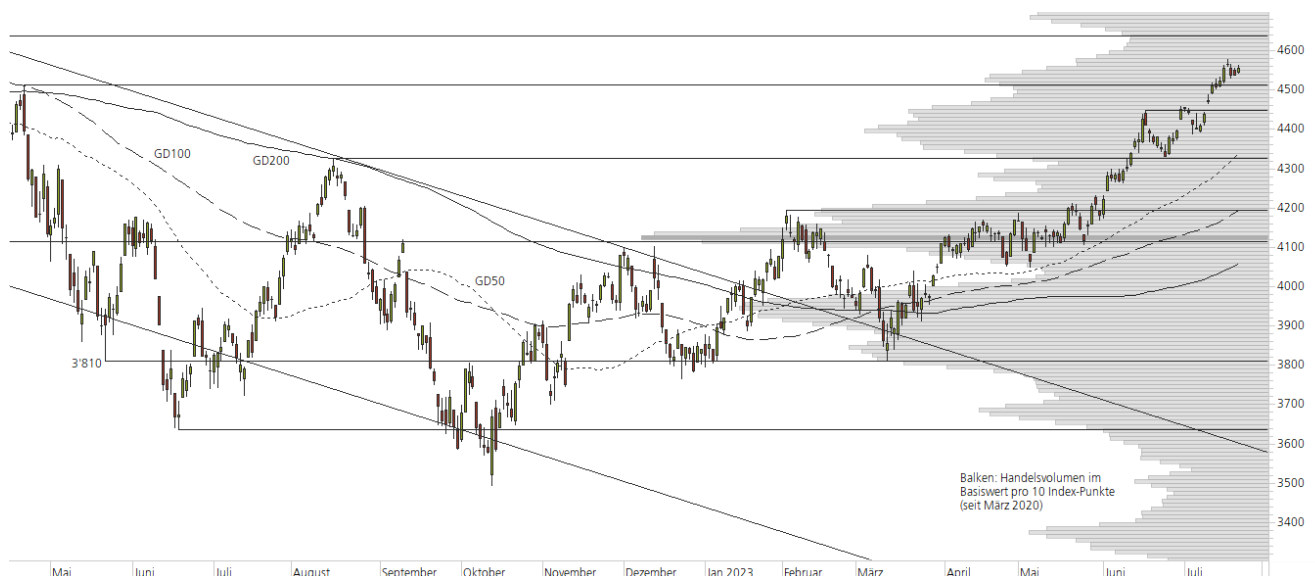 4600
4500
4400
GD100
GD200
4300
4200
4100
GD50
4000
3900
3'810
3800
3700
3600
Balken: Handelsvolumen im
Basiswert pro 10 Index-Punkte
(seit März 2020)
3500
3400
Mai Juni Juli August September Oktober November Dezember Jan 2023 Februar März April Mai Juni Juli